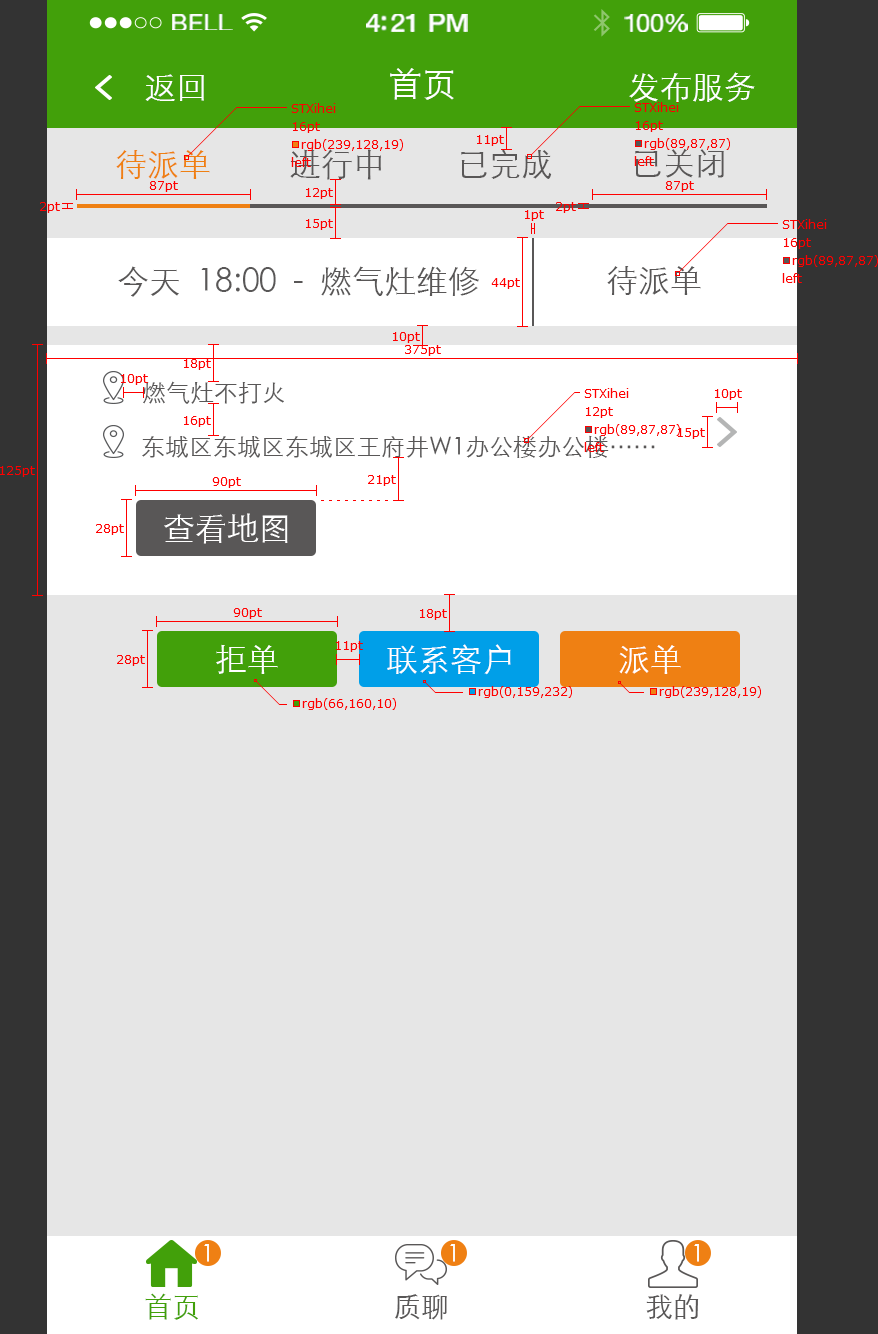 BELL 4:21 PM 100%
返回 首页 发布服务
STXihei
16pt
rgb(239,128,19)
left
11pt
STXihei
16pt
rgb(89,87,87)
left
待派单 进行中 已完成 已关闭
87pt 12pt 87pt
2pt 2pt
15pt 1pt
STXihei
16pt
rgb(89,87,87)
left
今天 18:00 - 燃气灶维修 44pt 待派单
10pt
375pt
18pt
10pt
燃气灶不打火
16pt
STXihei
12pt
rgb(89,87,87)
left
10pt
15pt
东城区东城区东城区王府井W1办公楼办公楼……
125pt
21pt
90pt
28pt
查看地图
18pt
90pt
28pt
11pt
拒单 联系客户 派单
rgb(66,160,10) rgb(0,159,232) rgb(239,128,19)
1 1 1
首页 质聊 我的